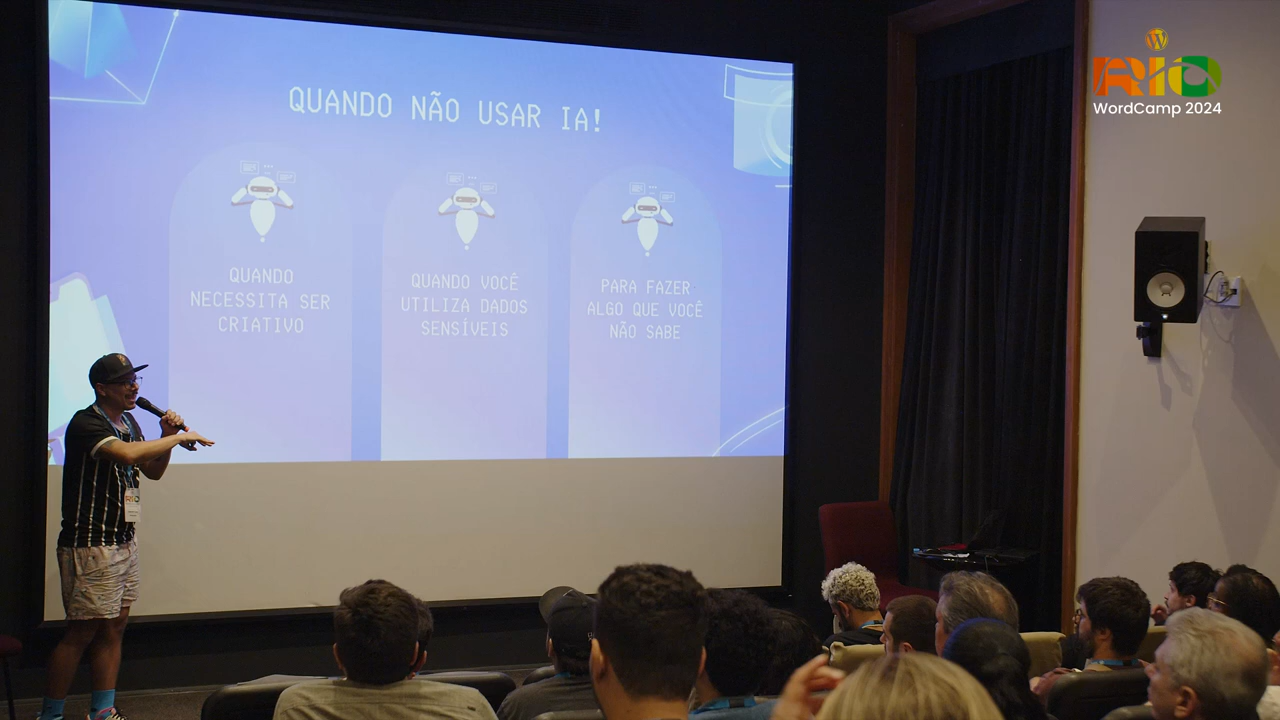 QUANDO NÃO USAR IA!
QUANDO
NECESSITA SER
CRIATIVO
QUANDO VOCÊ
UTILIZA DADOS
SENSÍVEIS
PARA FAZER
ALGO QUE VOCÊ
NÃO SABE
RIO
WordCamp 2024
RIO